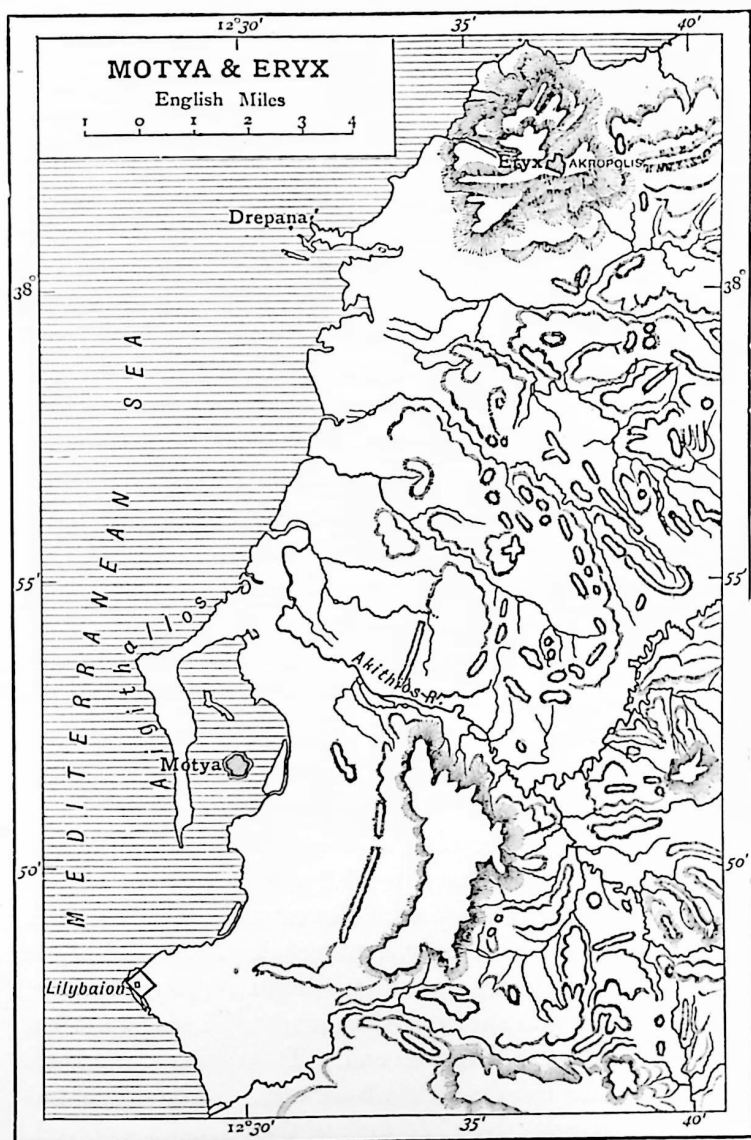 12°30′ 35′ 40′
MOTYA & ERYX
English Miles
1 0 1 2 3 4
Eryx AKROPOLIS
Drepana
38° 38°
MEDITERRANEAN SEA
55′ 55′
Aigithallos
Akithios R.
Motya
50′ 50′
Lilybaion
12°30′ 35′ 40′